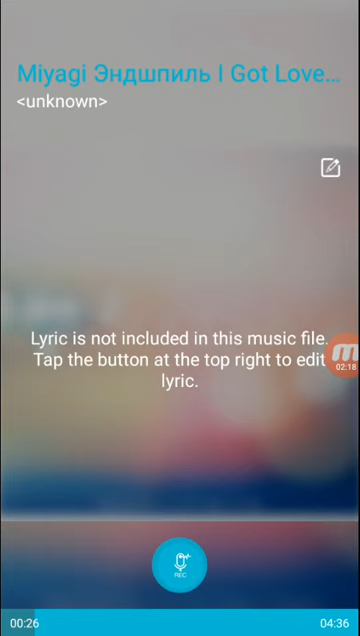 Miyagi Эндшпиль I Got Love...
<unknown>
Lyric is not included in this music file.
Tap the button at the top right to edit
lyric.
02:18
REC
00:26
04:36